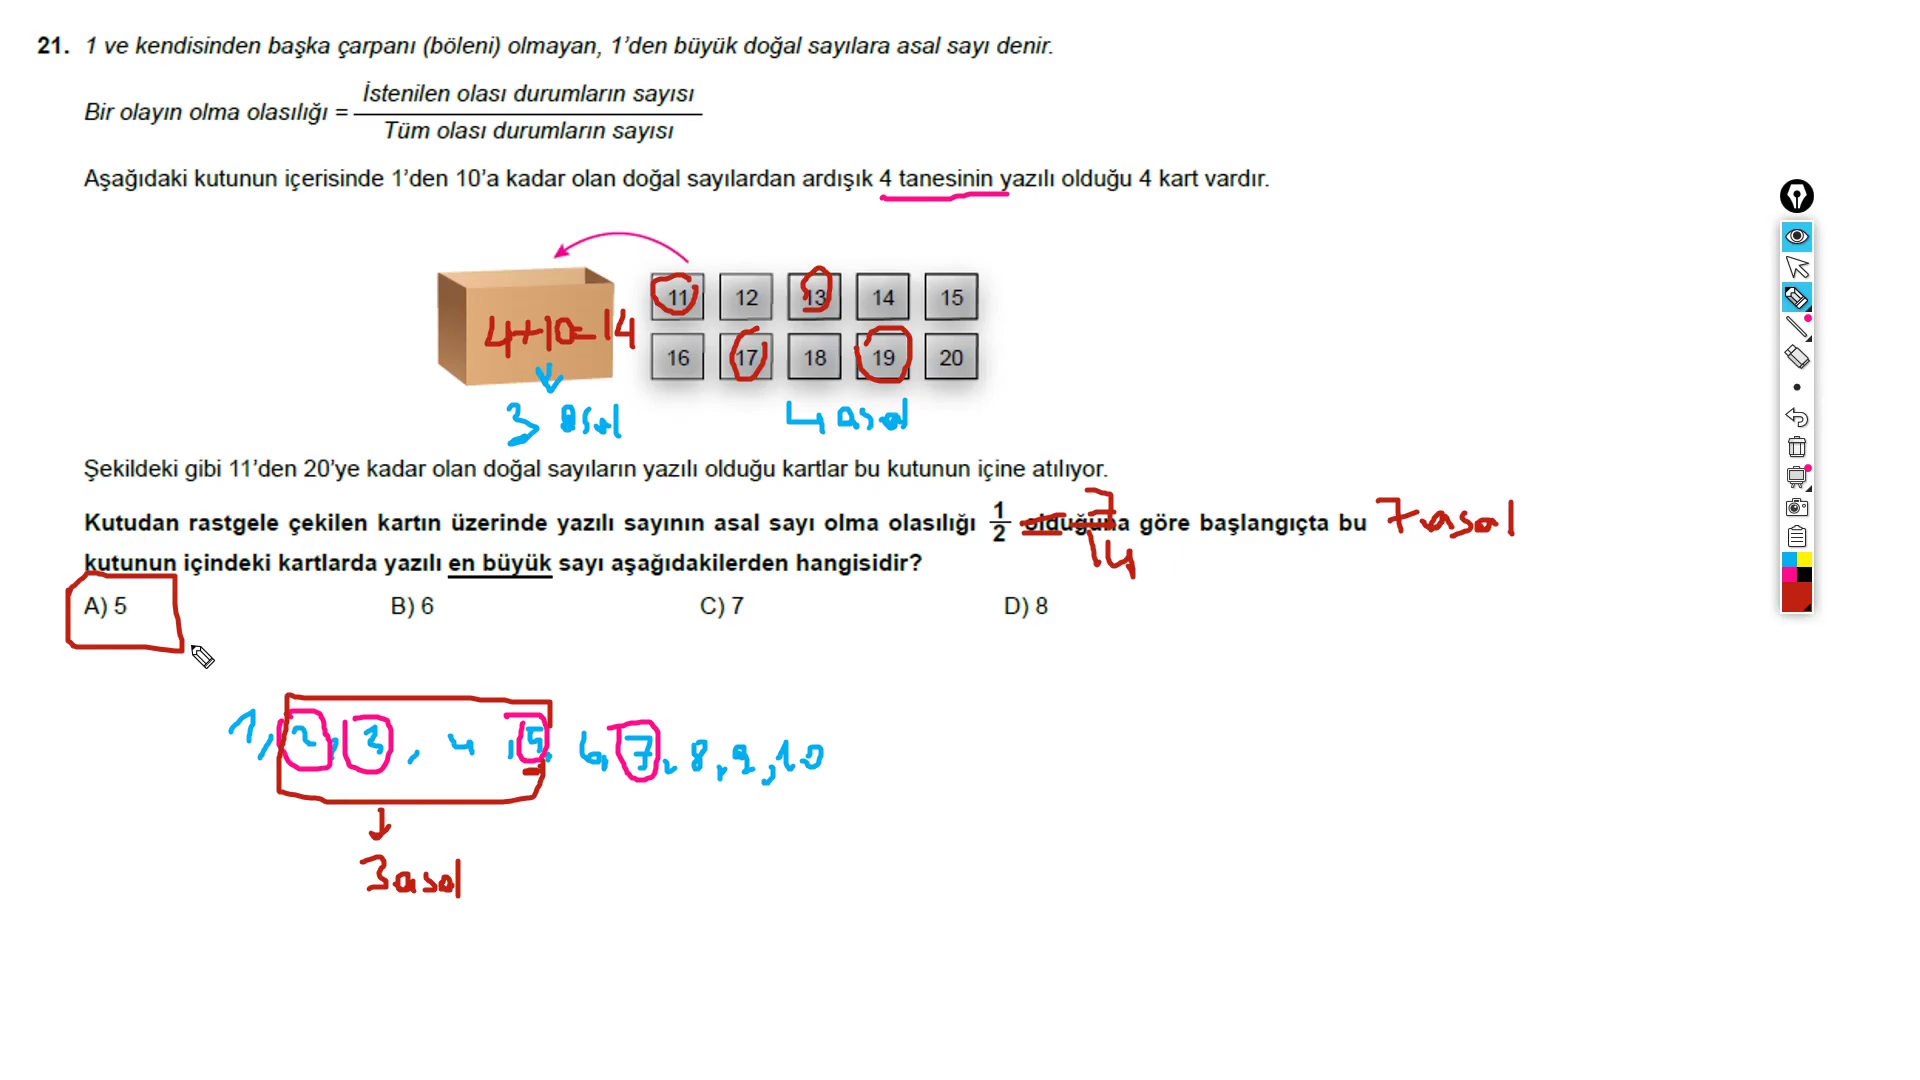 21. 1 ve kendisinden başka çarpanı (böleni) olmayan, 1’den büyük doğal sayılara asal sayı denir.
Bir olayın olma olasılığı = İstenilen olası durumların sayısı / Tüm olası durumların sayısı
Aşağıdaki kutunun içerisinde 1’den 10’a kadar olan doğal sayılardan ardışık 4 tanesinin yazılı olduğu 4 kart vardır.
11 12 13 14 15
4+10=14
16 17 18 19 20
3 asal 4 asal
Şekildeki gibi 11’den 20’ye kadar olan doğal sayıların yazılı olduğu kartlar bu kutunun içine atılıyor.
Kutudan rastgele çekilen kartın üzerinde yazılı sayının asal sayı olma olasılığı 1/2 olduğuna göre başlangıçta bu
= 7/14
7 asal
kutunun içindeki kartlarda yazılı en büyük sayı aşağıdakilerden hangisidir?
A) 5 B) 6 C) 7 D) 8
1, 2, 3, 4, 5, 6, 7, 8, 9, 10
3 asal